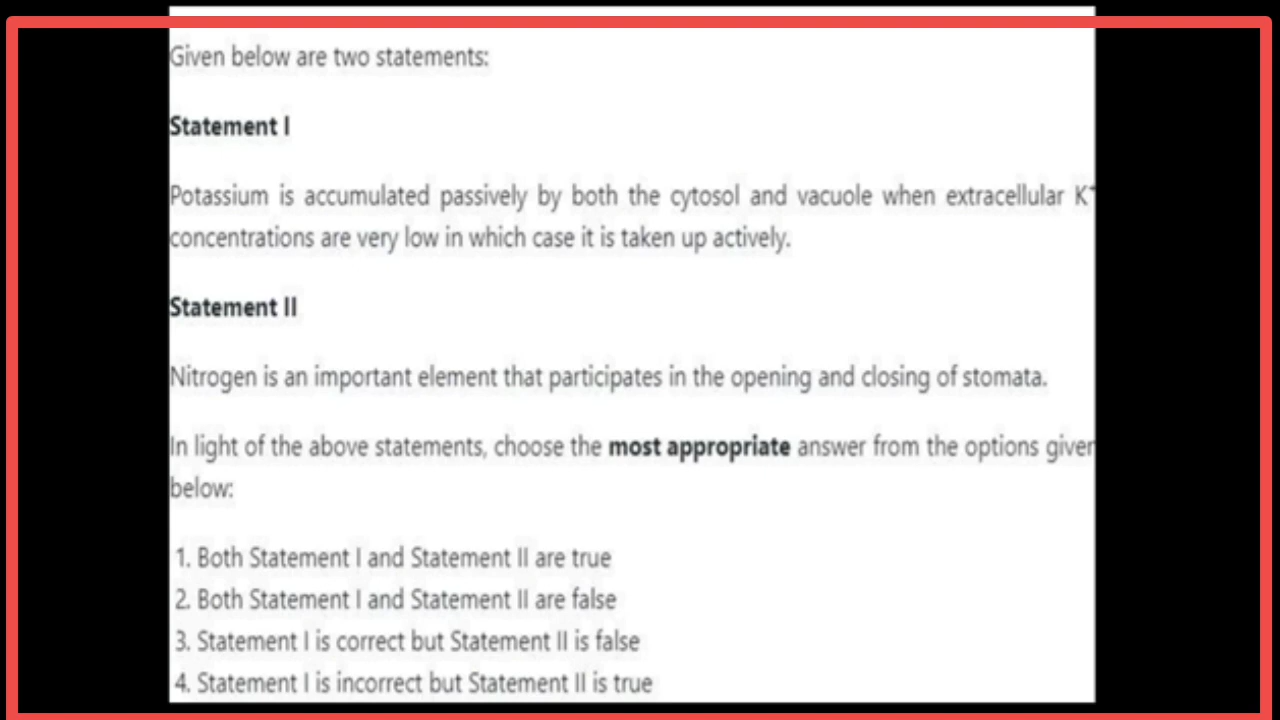 Given below are two statements:
Statement I
Potassium is accumulated passively by both the cytosol and vacuole when extracellular K⁺
concentrations are very low in which case it is taken up actively.
Statement II
Nitrogen is an important element that participates in the opening and closing of stomata.
In light of the above statements, choose the most appropriate answer from the options given
below:
1. Both Statement I and Statement II are true
2. Both Statement I and Statement II are false
3. Statement I is correct but Statement II is false
4. Statement I is incorrect but Statement II is true